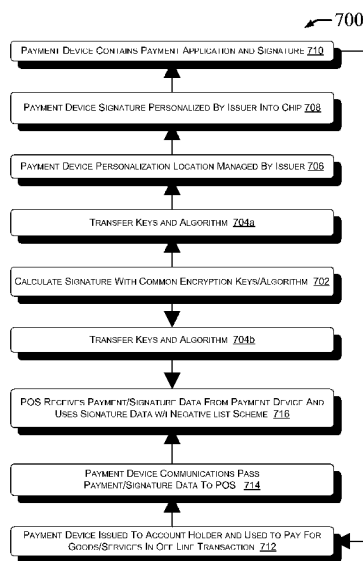 700
PAYMENT DEVICE CONTAINS PAYMENT APPLICATION AND SIGNATURE 710
PAYMENT DEVICE SIGNATURE PERSONALIZED BY ISSUER INTO CHIP 708
PAYMENT DEVICE PERSONALIZATION LOCATION MANAGED BY ISSUER 706
TRANSFER KEYS AND ALGORITHM 704a
CALCULATE SIGNATURE WITH COMMON ENCRYPTION KEYS/ALGORITHM 702
TRANSFER KEYS AND ALGORITHM 704b
POS RECEIVES PAYMENT/SIGNATURE DATA FROM PAYMENT DEVICE AND
USES SIGNATURE DATA W/I NEGATIVE LIST SCHEME 716
PAYMENT DEVICE COMMUNICATIONS PASS
PAYMENT/SIGNATURE DATA TO POS 714
PAYMENT DEVICE ISSUED TO ACCOUNT HOLDER AND USED TO PAY FOR
GOODS/SERVICES IN OFF LINE TRANSACTION 712